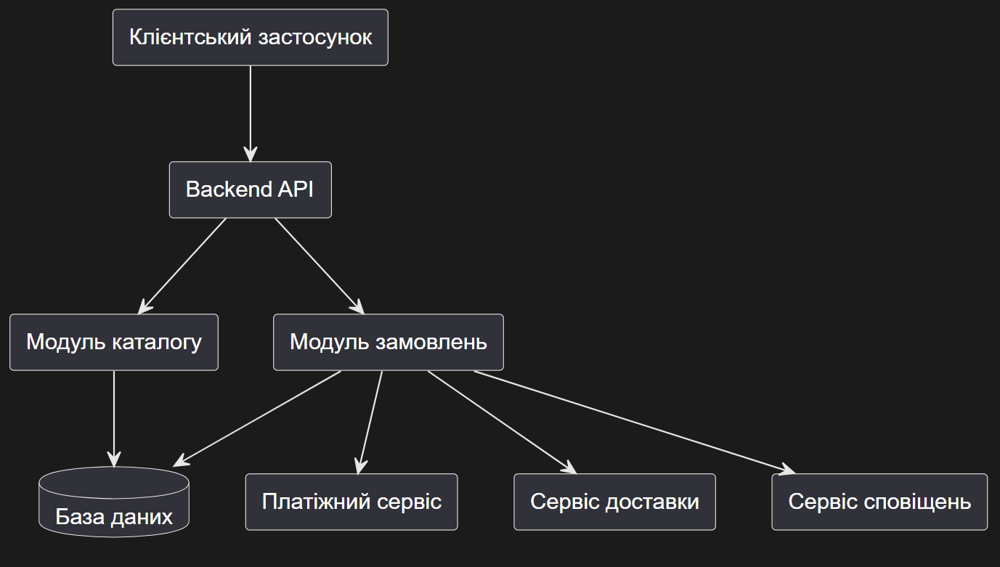 Клієнтський застосунок
Backend API
Модуль каталогу
Модуль замовлень
База даних
Платіжний сервіс
Сервіс доставки
Сервіс сповіщень